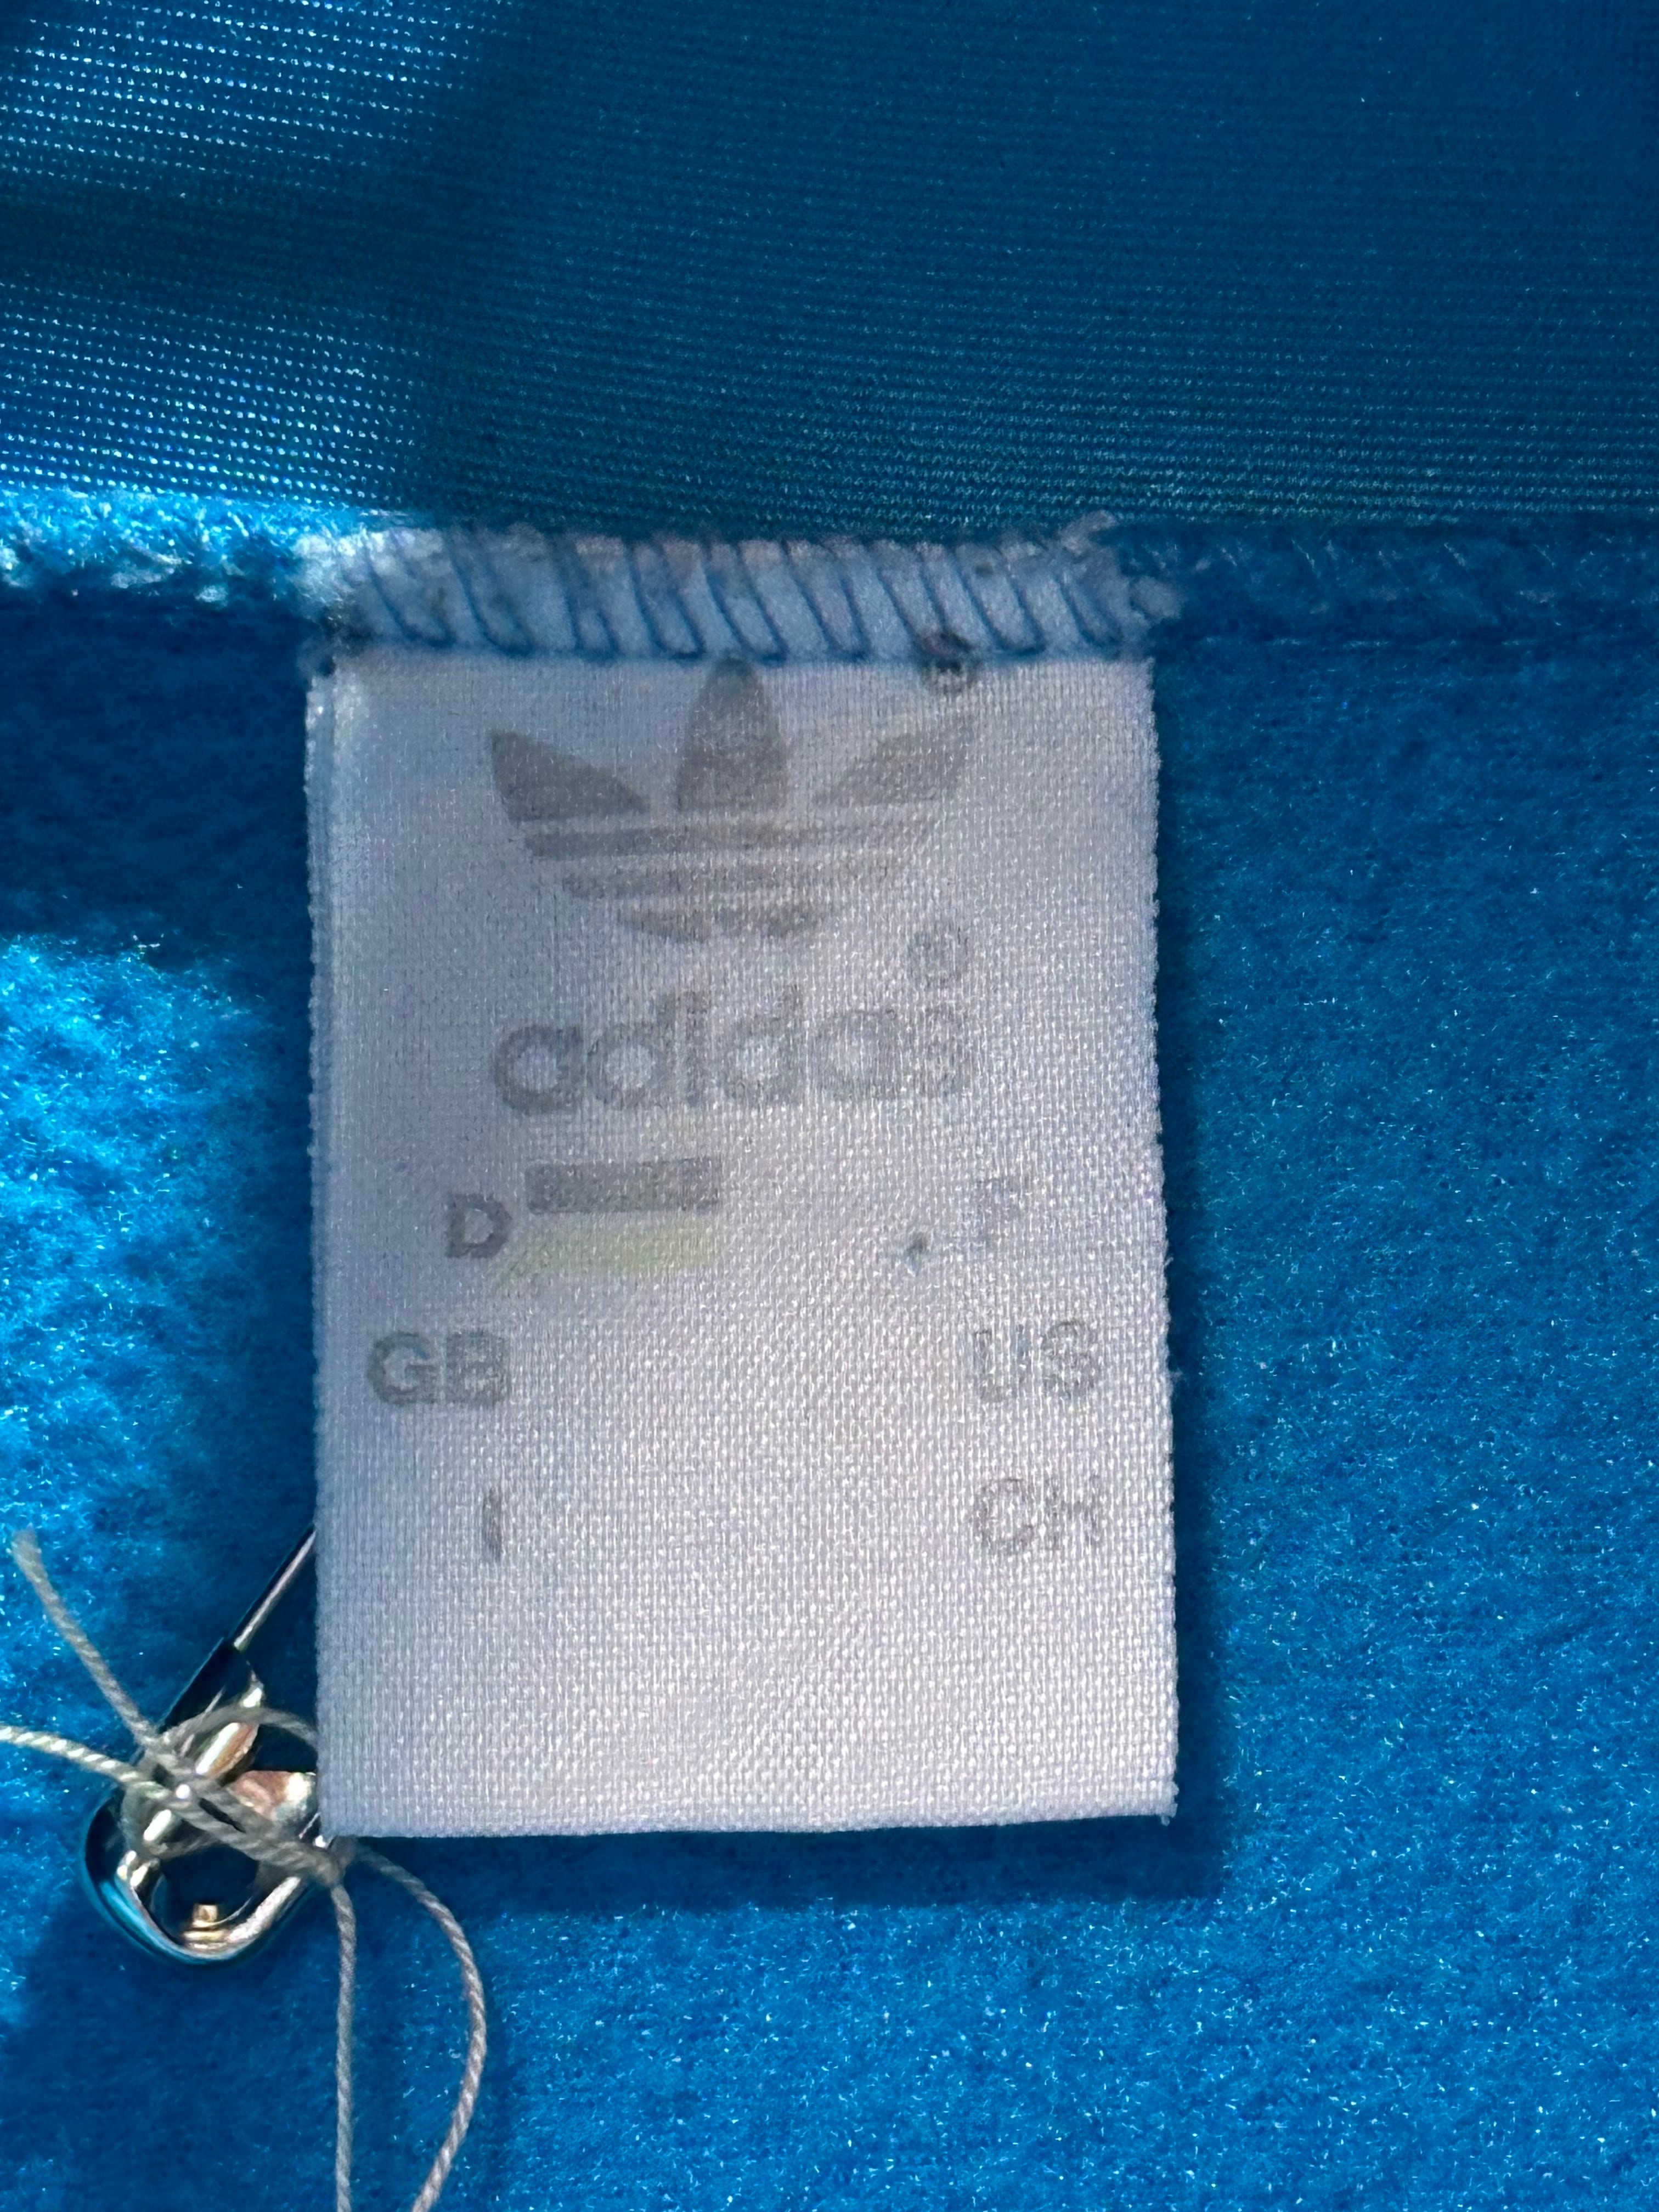 ®
adidas
D F
GB US
I CH